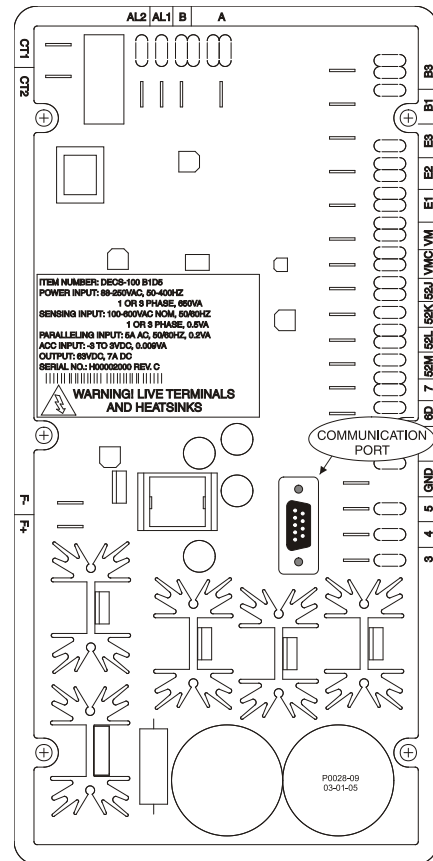 AL2 AL1 B A
CT1
CT2
B3
B1
E3
E2
E1
VM
VMC
52J
52K
52L
52M
7
6D
ITEM NUMBER: DECS-100 B1D5
POWER INPUT: 88-250VAC, 50-400HZ
1 OR 3 PHASE, 650VA
SENSING INPUT: 100-600VAC NOM, 50/60HZ
1 OR 3 PHASE, 0.5VA
PARALLELING INPUT: 5A AC, 50/60HZ, 0.2VA
ACC INPUT: -3 TO 3VDC, 0.009VA
OUTPUT: 63VDC, 7A DC
SERIAL NO.: H00002000 REV. C
WARNING! LIVE TERMINALS
AND HEATSINKS
COMMUNICATION
PORT
F-
F+
GND
5
4
3
P0028-09
03-01-05